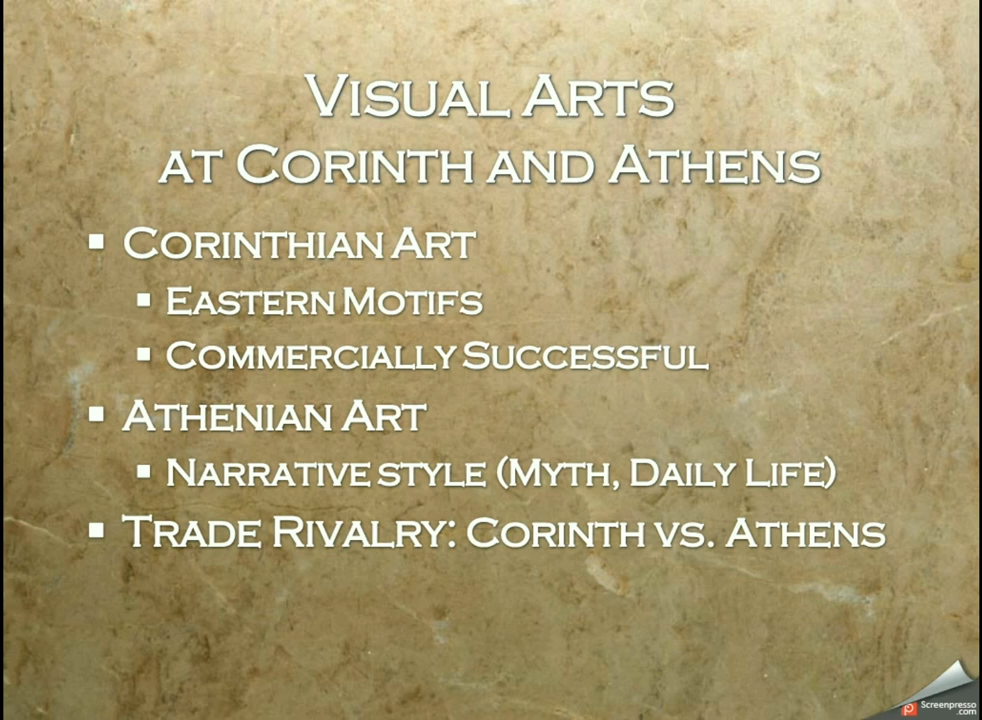 Visual Arts
at Corinth and Athens
▪ Corinthian Art
▪ Eastern Motifs
▪ Commercially Successful
▪ Athenian Art
▪ Narrative style (Myth, Daily Life)
▪ Trade Rivalry: Corinth vs. Athens
Screenpresso
.com